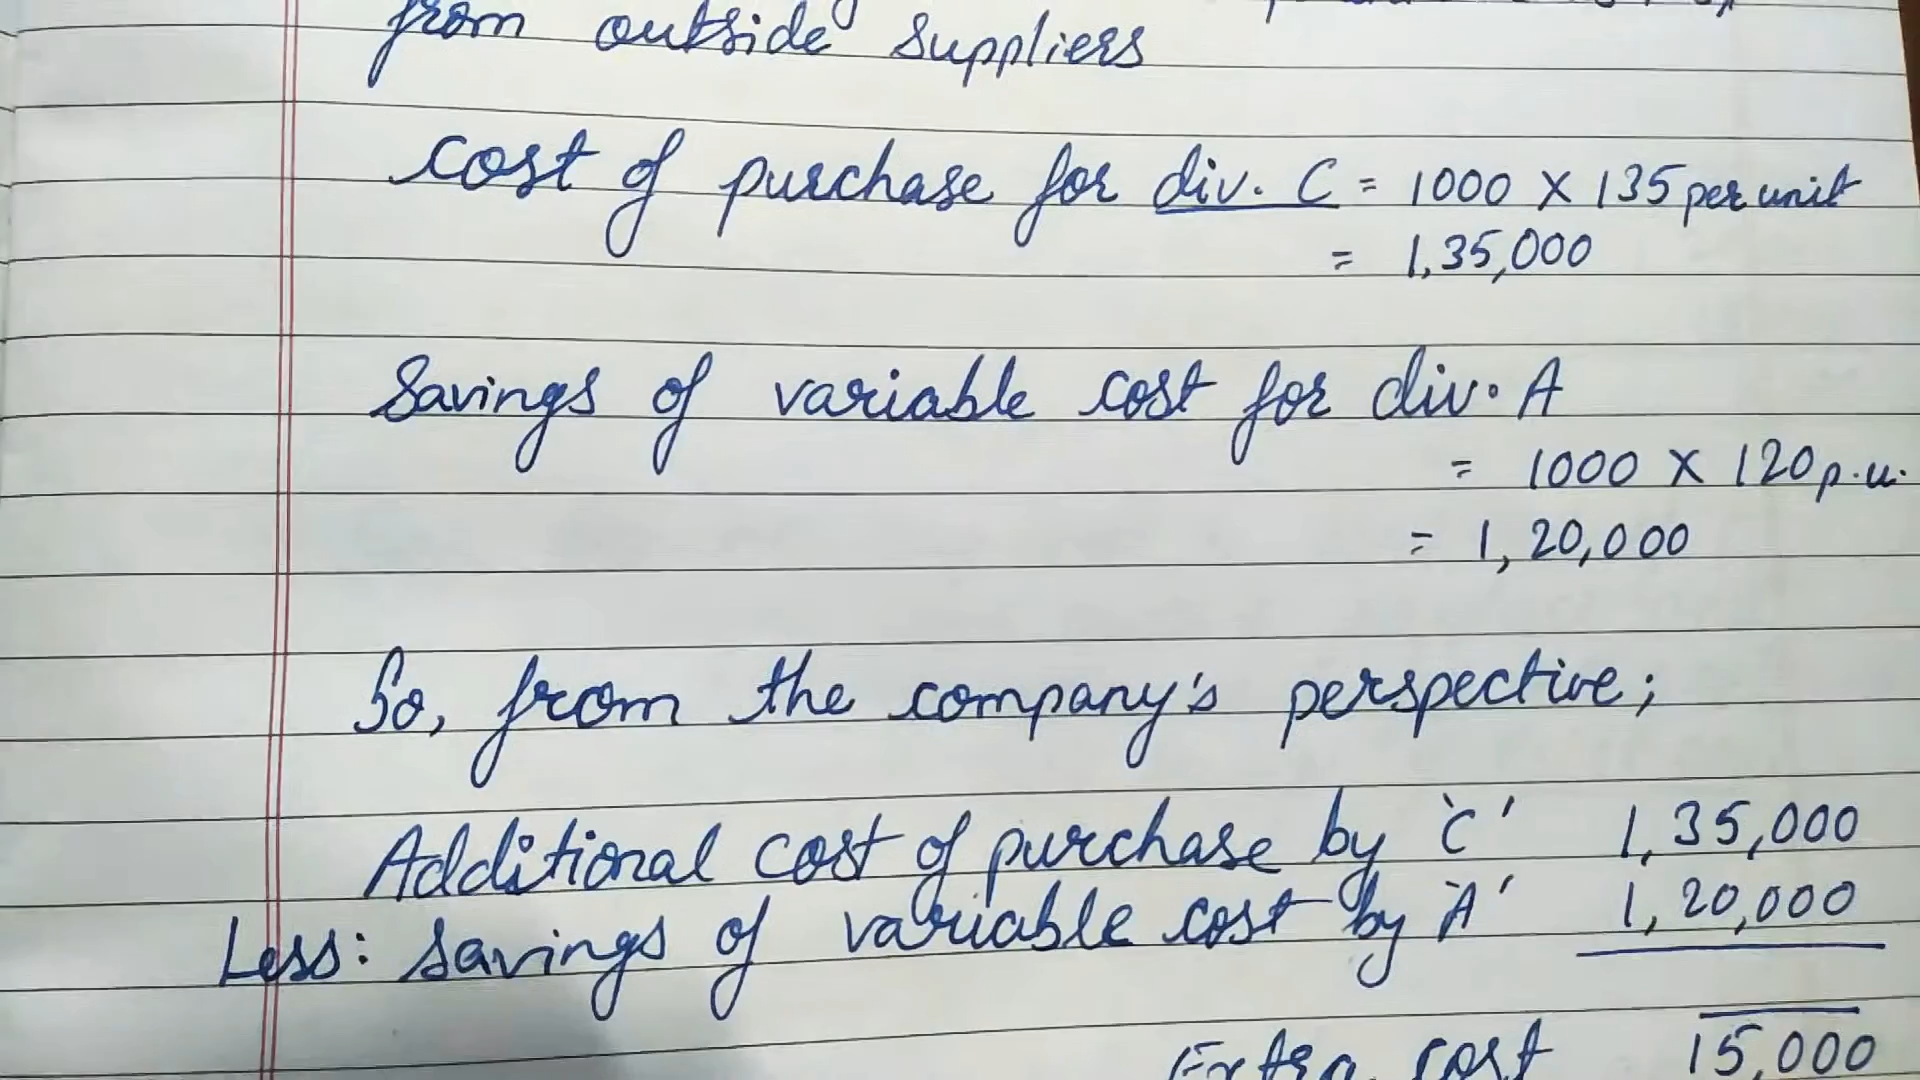 from outside suppliers
cost of purchase for div. C = 1000 X 135 per unit
= 1,35,000
Savings of variable cost for div. A
= 1000 X 120 p.u.
= 1,20,000
So, from the company's perspective;
Additional cost of purchase by 'C' 1,35,000
Less: Savings of variable cost by 'A' 1,20,000
Extra cost 15,000